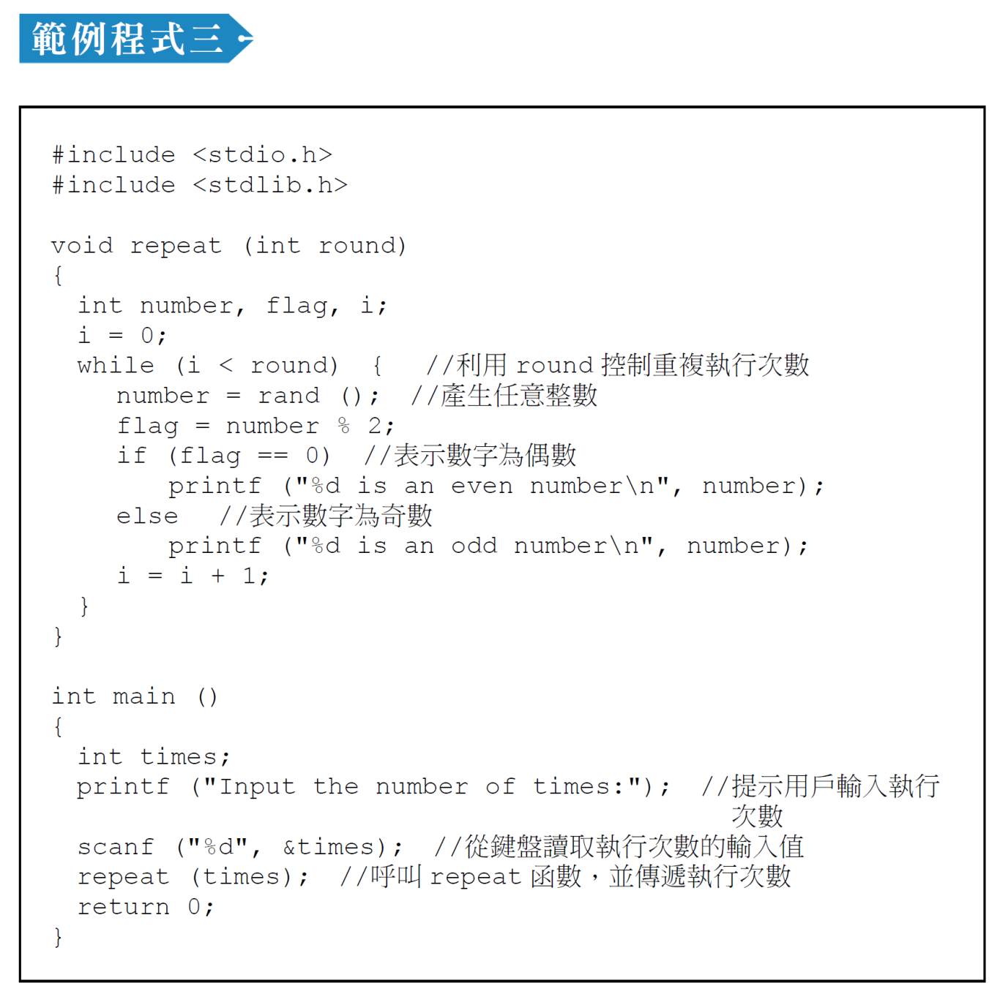 範例程式三
#include <stdio.h>
#include <stdlib.h>
void repeat (int round)
{
int number, flag, i;
i = 0;
while (i < round) { //利用 round 控制重複執行次數
number = rand (); //產生任意整數
flag = number % 2;
if (flag == 0) //表示數字為偶數
printf ("%d is an even number\n", number);
else //表示數字為奇數
printf ("%d is an odd number\n", number);
i = i + 1;
}
}
int main ()
{
int times;
printf ("Input the number of times:"); //提示用戶輸入執行
次數
scanf ("%d", &times); //從鍵盤讀取執行次數的輸入值
repeat (times); //呼叫 repeat 函數，並傳遞執行次數
return 0;
}